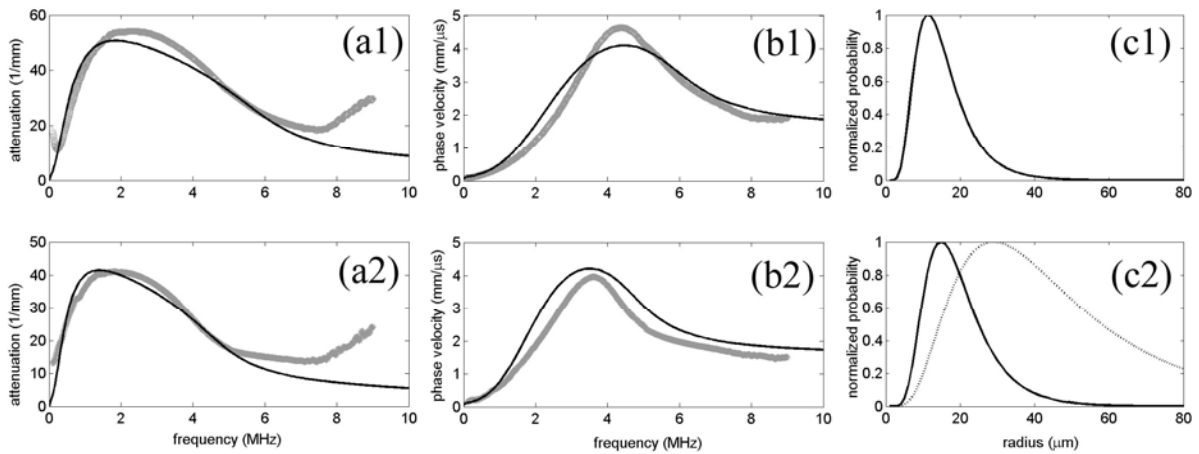 60
40
20
0
attenuation (1/mm)
(a1)
0 2 4 6 8 10
5
4
3
2
1
0
phase velocity (mm/μs)
(b1)
0 2 4 6 8 10
1
0.8
0.6
0.4
0.2
0
normalized probability
(c1)
0 20 40 60 80
50
40
30
20
10
0
attenuation (1/mm)
(a2)
0 2 4 6 8 10
frequency (MHz)
5
4
3
2
1
0
phase velocity (mm/μs)
(b2)
0 2 4 6 8 10
frequency (MHz)
1
0.8
0.6
0.4
0.2
0
normalized probability
(c2)
0 20 40 60 80
radius (μm)